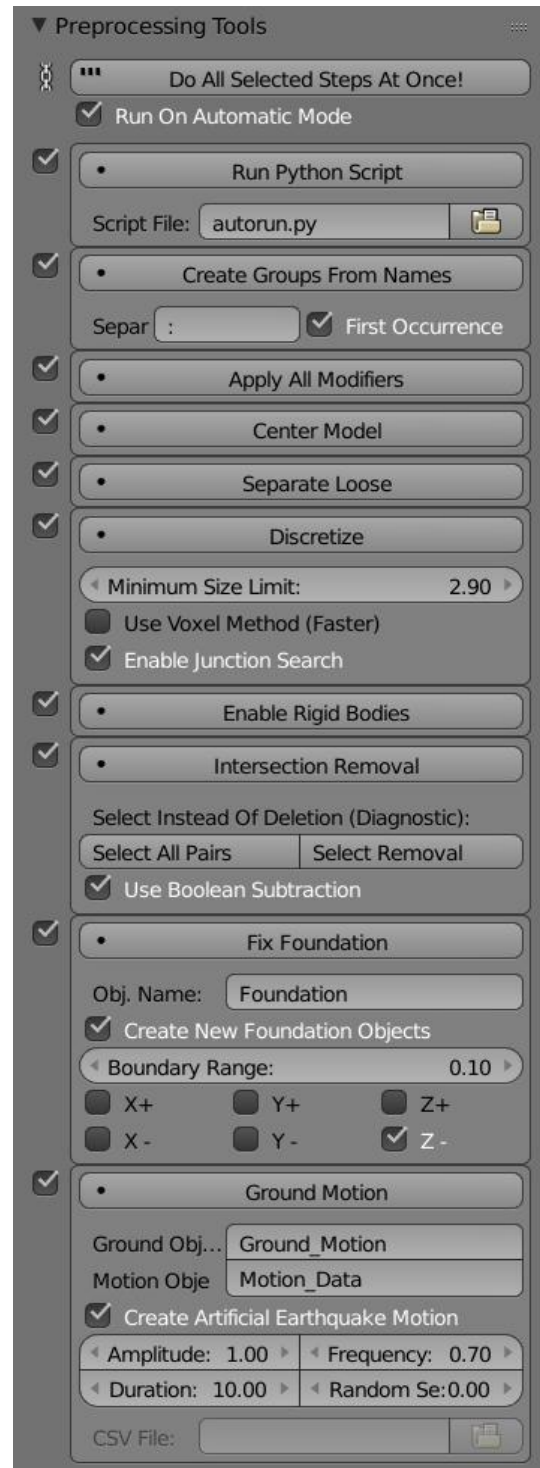 Preprocessing Tools
Do All Selected Steps At Once!
Run On Automatic Mode
Run Python Script
Script File: autorun.py
Create Groups From Names
Separ : First Occurrence
Apply All Modifiers
Center Model
Separate Loose
Discretize
Minimum Size Limit: 2.90
Use Voxel Method (Faster)
Enable Junction Search
Enable Rigid Bodies
Intersection Removal
Select Instead Of Deletion (Diagnostic):
Select All Pairs Select Removal
Use Boolean Subtraction
Fix Foundation
Obj. Name: Foundation
Create New Foundation Objects
Boundary Range: 0.10
X+ Y+ Z+
X - Y - Z -
Ground Motion
Ground Obj... Ground_Motion
Motion Obje Motion_Data
Create Artificial Earthquake Motion
Amplitude: 1.00 Frequency: 0.70
Duration: 10.00 Random Se:0.00
CSV File: